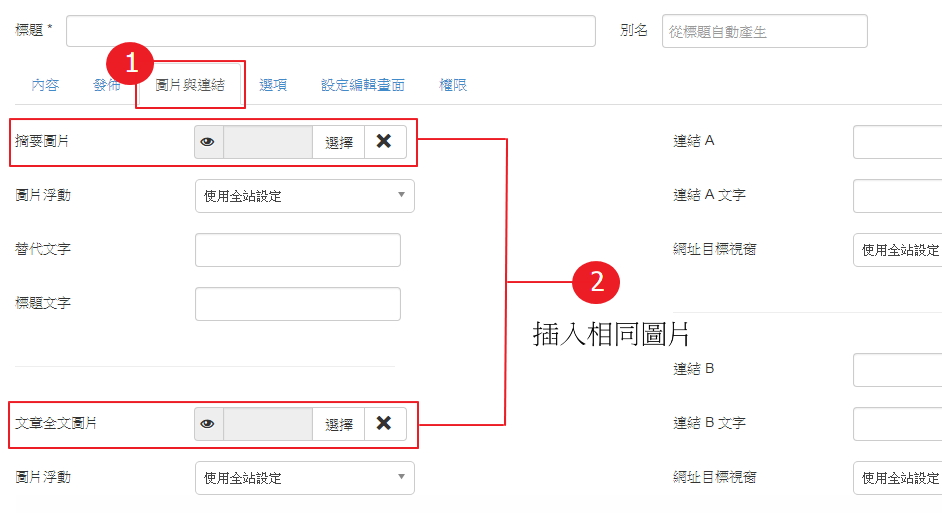 標題 *
別名
從標題自動產生
1
內容
發佈
圖片與連結
選項
設定編輯畫面
權限
摘要圖片
選擇
連結 A
圖片浮動
使用全站設定
連結 A 文字
替代文字
網址目標視窗
使用全站設定
2
標題文字
插入相同圖片
連結 B
文章全文圖片
選擇
連結 B 文字
圖片浮動
使用全站設定
網址目標視窗
使用全站設定